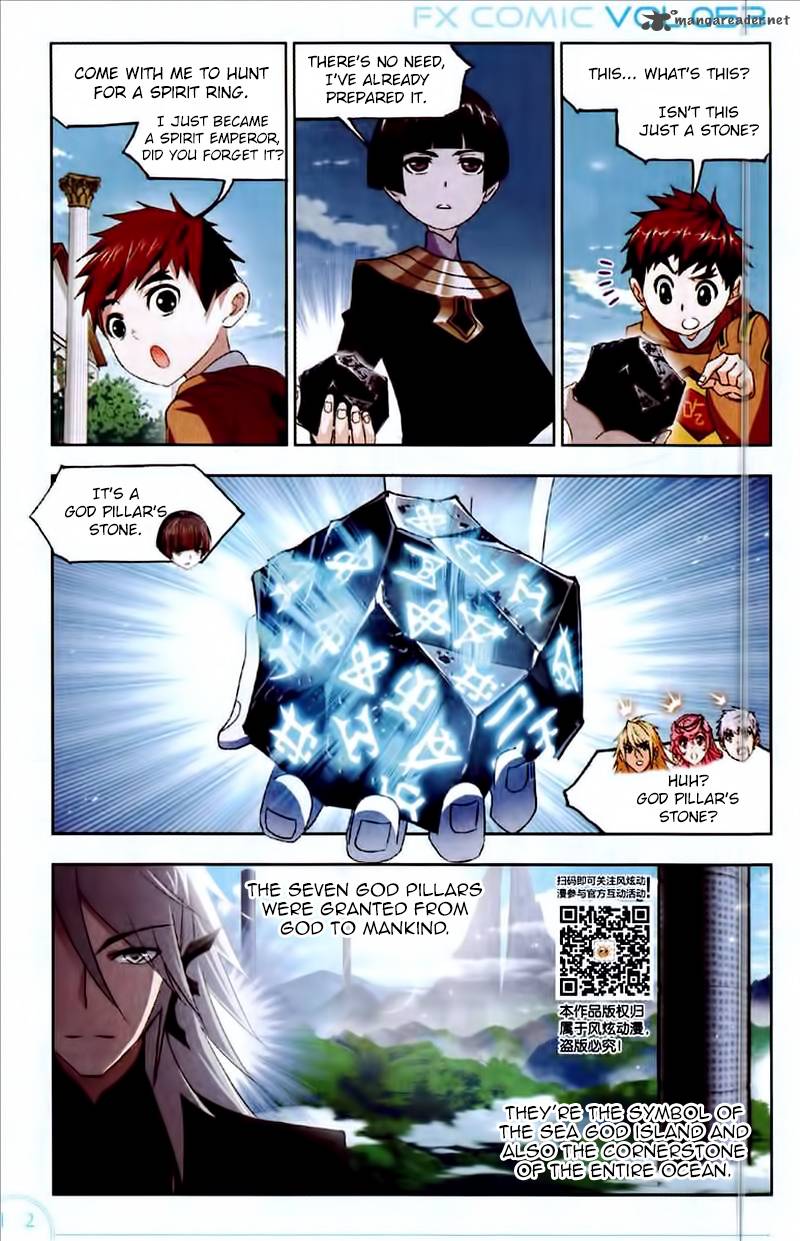 FX COMIC VOL.053
mangareader.net
COME WITH ME TO HUNT
FOR A SPIRIT RING.
I JUST BECAME
A SPIRIT EMPEROR,
DID YOU FORGET IT?
THERE'S NO NEED,
I'VE ALREADY
PREPARED IT.
THIS... WHAT'S THIS?
ISN'T THIS
JUST A STONE?
吃
IT'S A
GOD PILLAR'S
STONE.
HUH?
GOD PILLAR'S
STONE?
THE SEVEN GOD PILLARS
WERE GRANTED FROM
GOD TO MANKIND.
扫码即可关注风炫动
漫参与官方互动活动!
本作品版权归
属于风炫动漫,
盗版必究!
THEY'RE THE SYMBOL OF
THE SEA GOD ISLAND AND
ALSO THE CORNERSTONE
OF THE ENTIRE OCEAN.
2